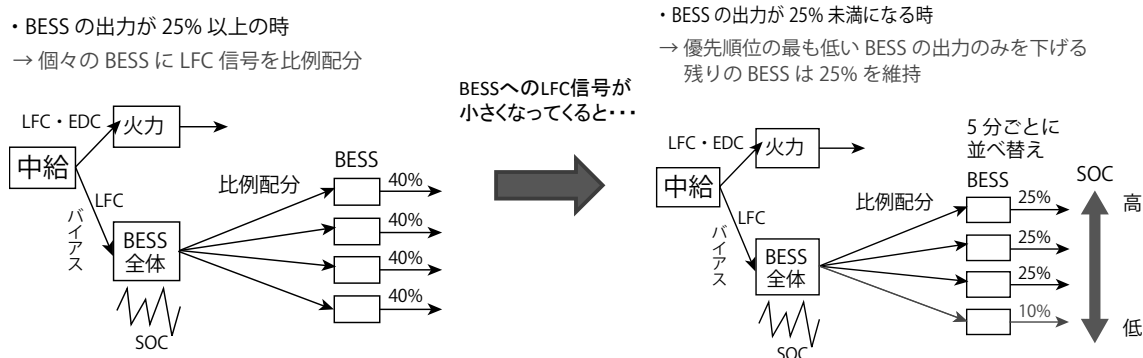 ・BESS の出力が 25% 以上の時
→ 個々の BESS に LFC 信号を比例配分
LFC・EDC
火力
中給
LFC
バイアス
BESS
全体
SOC
比例配分
BESS
40%
40%
40%
40%
BESSへのLFC信号が
小さくなってくると・・・
・BESS の出力が 25% 未満になる時
→ 優先順位の最も低い BESS の出力のみを下げる
残りの BESS は 25% を維持
LFC・EDC
火力
中給
LFC
バイアス
BESS
全体
SOC
比例配分
5 分ごとに
並べ替え
BESS
25%
25%
25%
10%
SOC
高
低